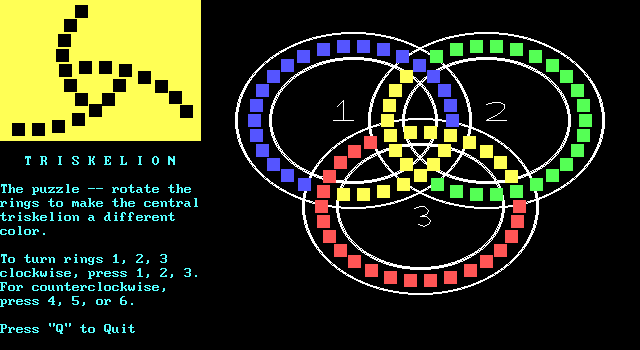 T R I S K E L I O N
The puzzle -- rotate the
rings to make the central
triskelion a different
color.
To turn rings 1, 2, 3
clockwise, press 1, 2, 3.
For counterclockwise,
press 4, 5, or 6.
Press "Q" to Quit
1
2
3